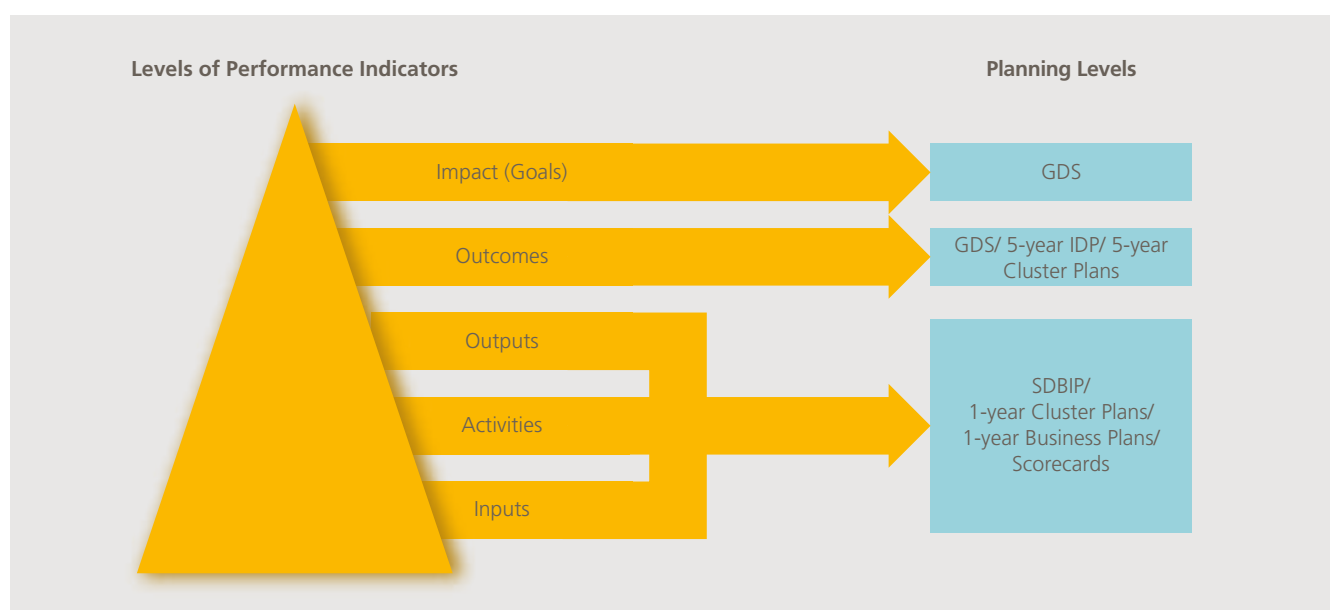 Levels of Performance Indicators
Planning Levels
Impact (Goals)
GDS
Outcomes
GDS/ 5-year IDP/ 5-year
Cluster Plans
Outputs
Activities
Inputs
SDBIP/
1-year Cluster Plans/
1-year Business Plans/
Scorecards